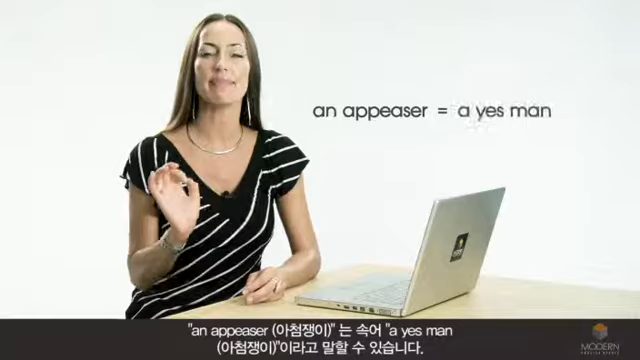 an appeaser = a yes man
"an appeaser (아첨쟁이)" 는 속어 "a yes man
(아첨쟁이)"이라고 말할 수 있습니다.
MODERN